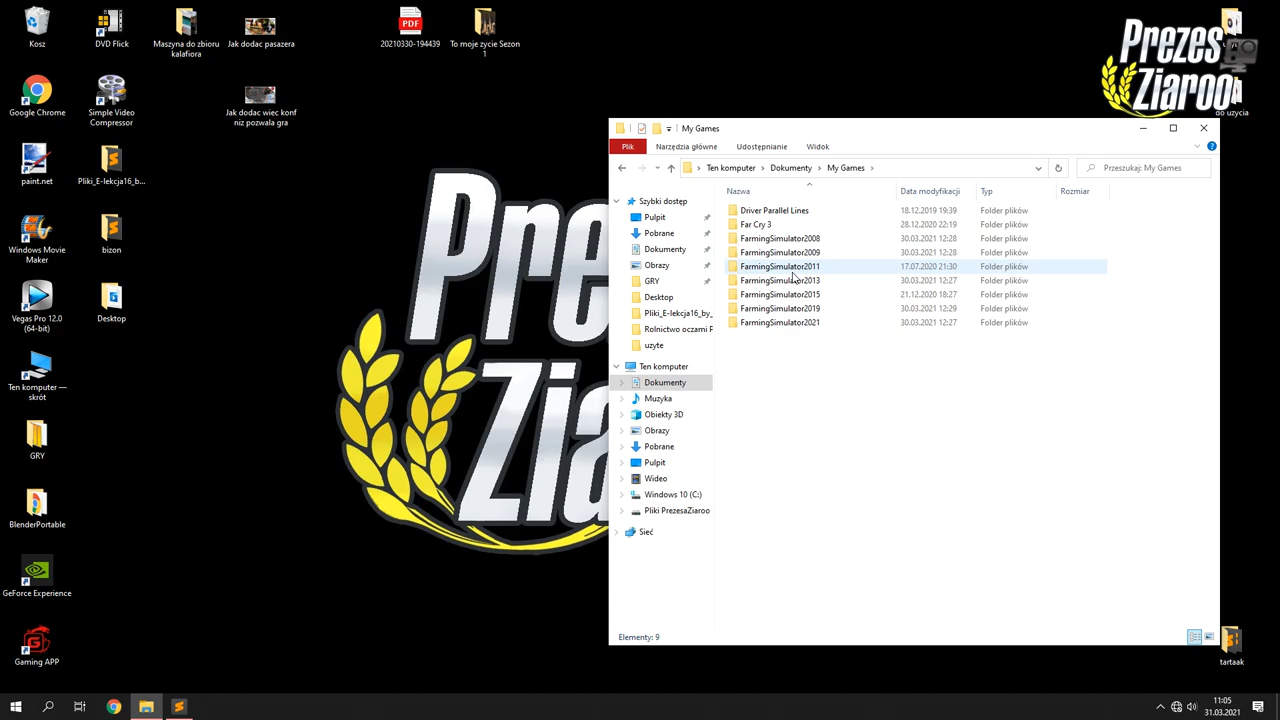 Kosz
DVD Flick
Maszyna do zbioru
kalafiora
Jak dodac pasazera
PDF
20210330-194439
To moje zycie Sezon
1
Prezes
Ziaroo
Google Chrome
Simple Video
Compressor
Jak dodac wiec konf
niz pozwala gra
do uzycia
paint.net
Pliki_E-lekcja16_b...
Windows Movie
Maker
bizon
Vegas Pro 12.0
(64-bit)
Desktop
Ten komputer —
skrót
GRY
BlenderPortable
GeForce Experience
Gaming APP
tartaak
My Games
Plik
Narzędzia główne
Udostępnianie
Widok
Ten komputer > Dokumenty > My Games >
Przeszukaj: My Games
Szybki dostęp
Pulpit
Pobrane
Dokumenty
Obrazy
GRY
Desktop
Pliki_E-lekcja16_by_
Rolnictwo oczami P
uzyte
Ten komputer
Dokumenty
Muzyka
Obiekty 3D
Obrazy
Pobrane
Pulpit
Wideo
Windows 10 (C:)
Pliki PrezesaZiaroo
Sieć
Nazwa Data modyfikacji Typ Rozmiar
Driver Parallel Lines 18.12.2019 19:39 Folder plików
Far Cry 3 28.12.2020 22:19 Folder plików
FarmingSimulator2008 30.03.2021 12:28 Folder plików
FarmingSimulator2009 30.03.2021 12:28 Folder plików
FarmingSimulator2011 17.07.2020 21:30 Folder plików
FarmingSimulator2013 30.03.2021 12:27 Folder plików
FarmingSimulator2015 21.12.2020 18:27 Folder plików
FarmingSimulator2019 30.03.2021 12:29 Folder plików
FarmingSimulator2021 30.03.2021 12:27 Folder plików
Elementy: 9
11:05
31.03.2021